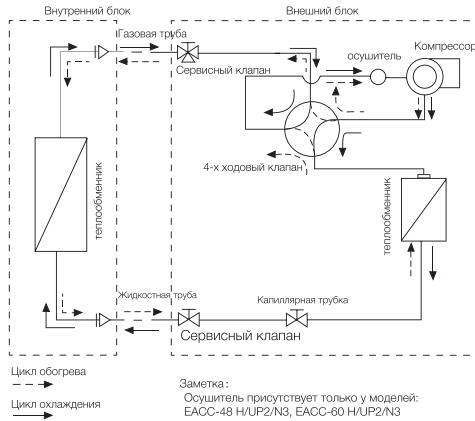 Внутренний блок
Внешний блок
Газовая труба
Сервисный клапан
осушитель
Компрессор
4-х ходовый клапан
теплообменник
теплообменник
Жидкостная труба
Капиллярная трубка
Сервисный клапан
Цикл обогрева
Цикл охлаждения
Заметка:
Осушитель присутствует только у моделей:
EACC-48 H/UP2/N3, EACC-60 H/UP2/N3